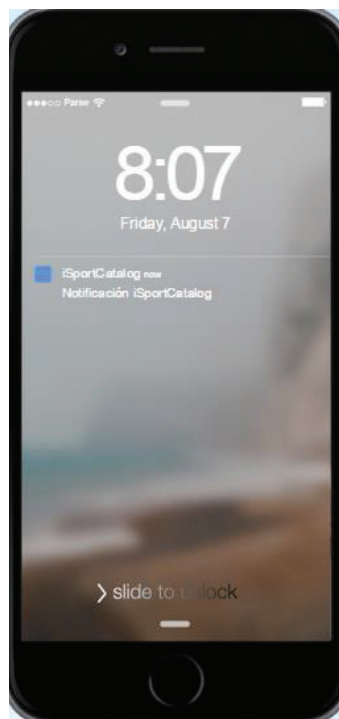 Parse
8:07
Friday, August 7
iSportCatalog now
Notificación iSportCatalog
> slide to unlock